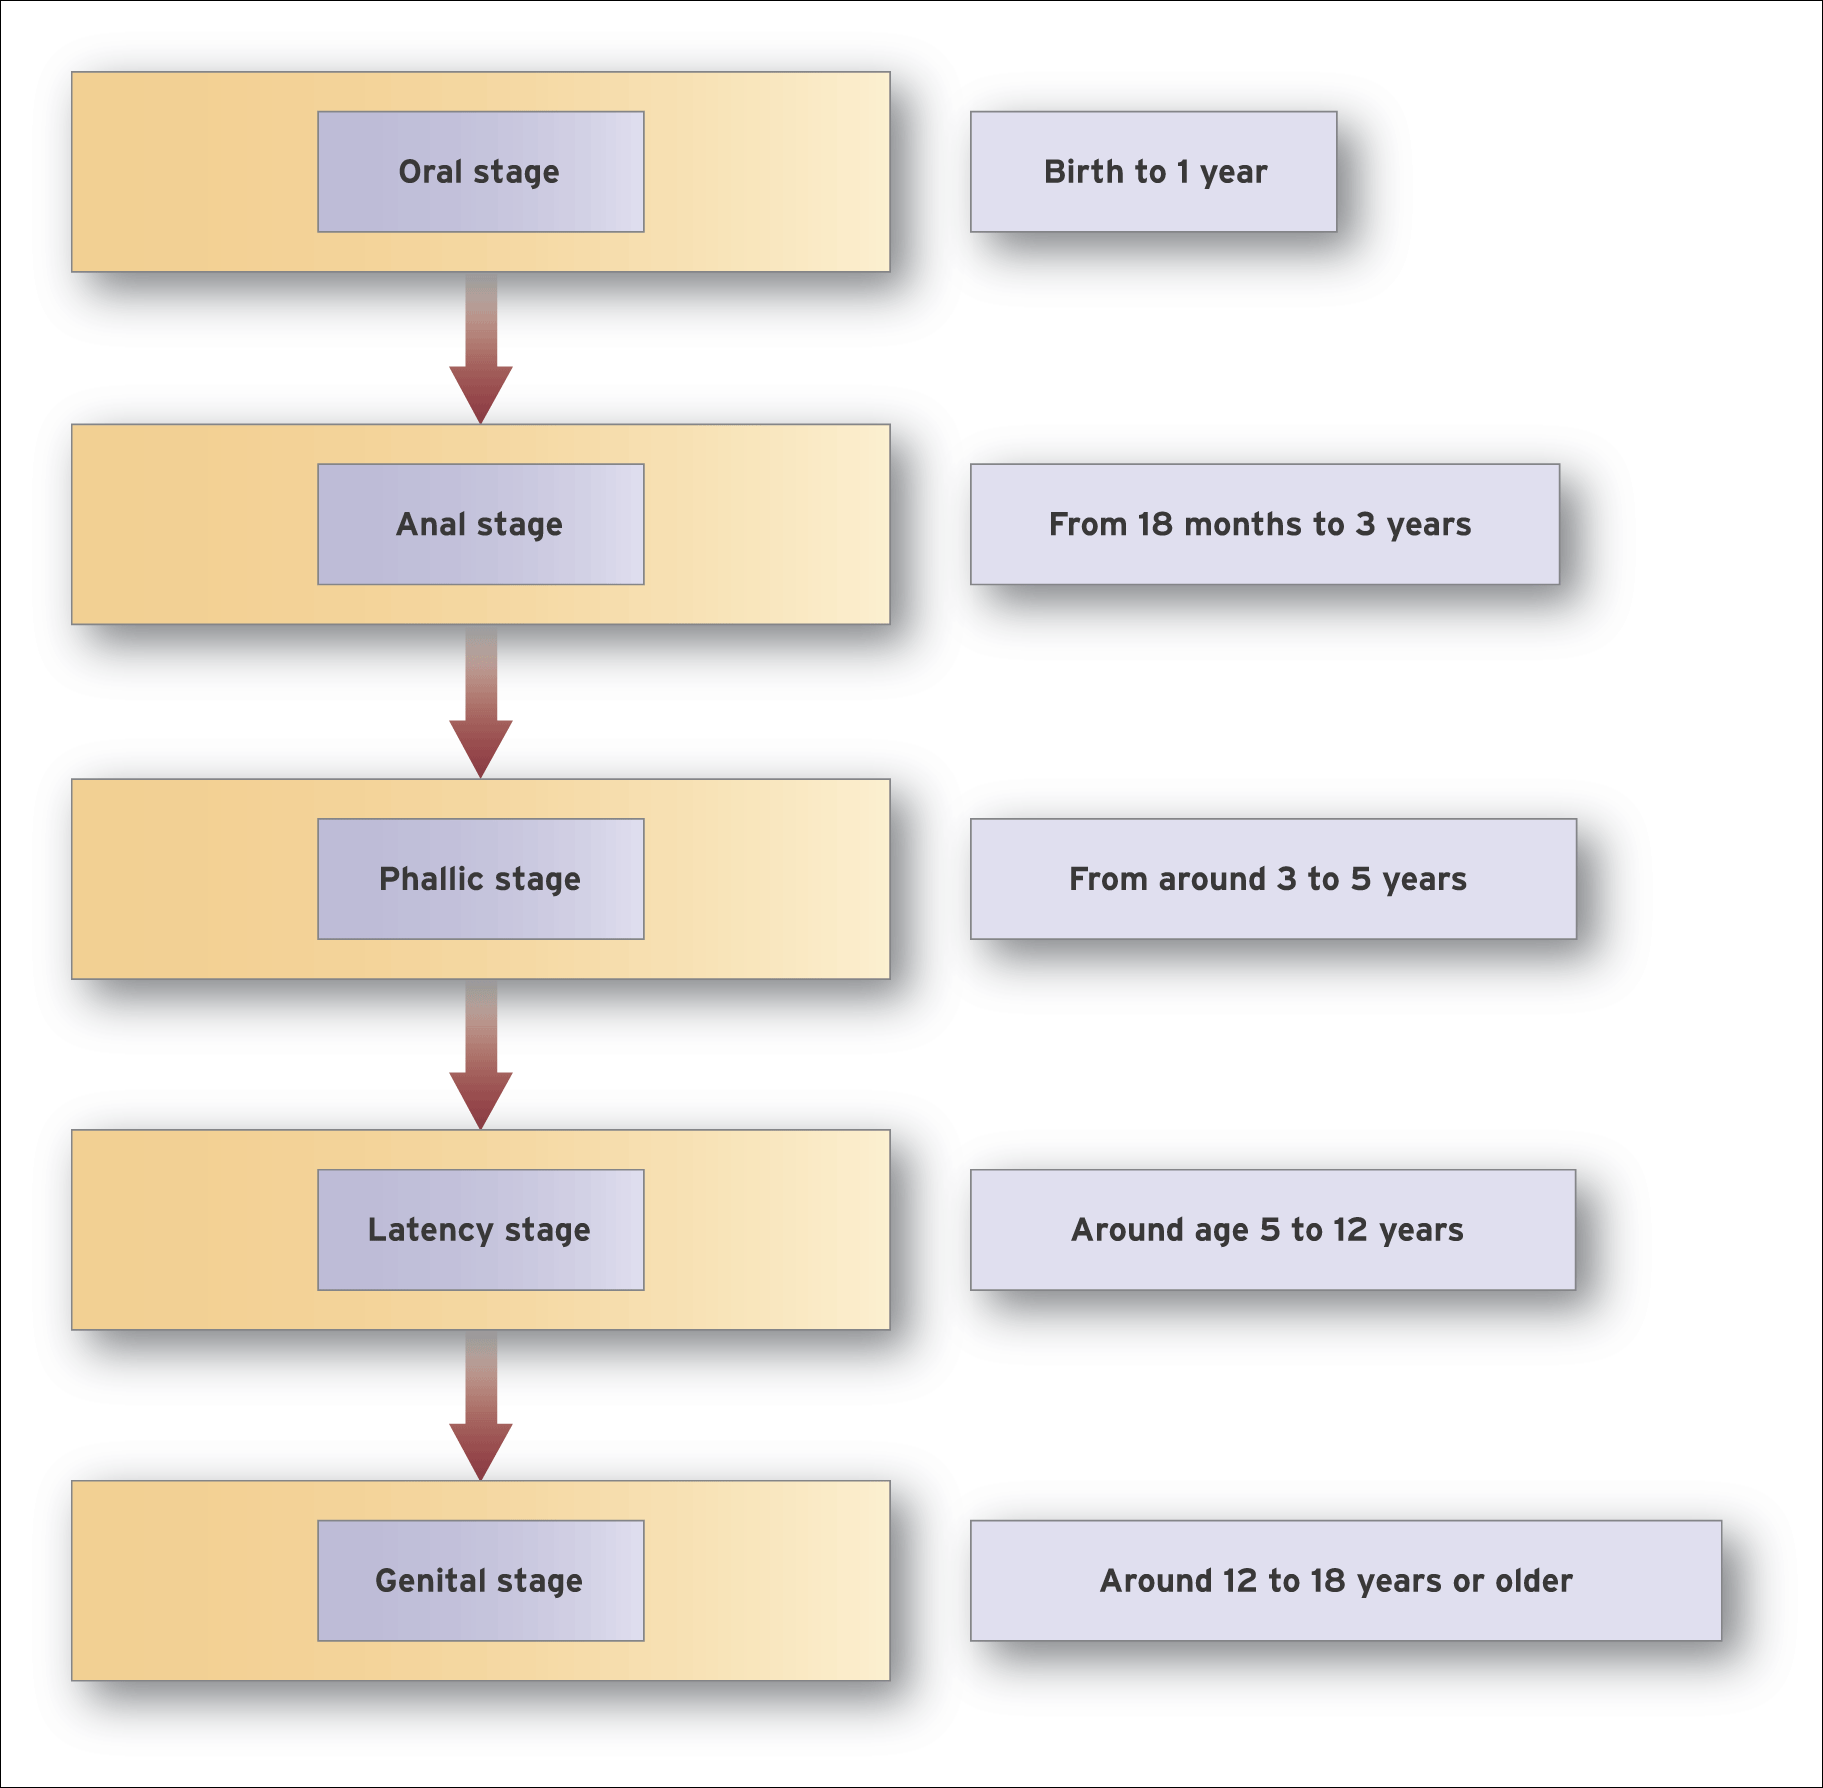 Oral stage
Birth to 1 year
Anal stage
From 18 months to 3 years
Phallic stage
From around 3 to 5 years
Latency stage
Around age 5 to 12 years
Genital stage
Around 12 to 18 years or older